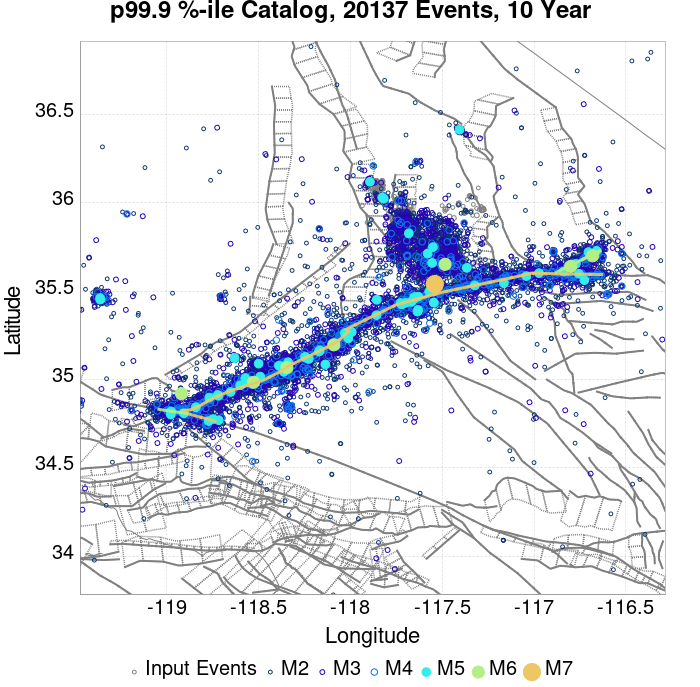 p99.9 %-ile Catalog, 20137 Events, 10 Year
36.5
36
35.5
35
34.5
34
Latitude
-119 -118.5 -118 -117.5 -117 -116.5
Longitude
Input Events M2 M3 M4 M5 M6 M7